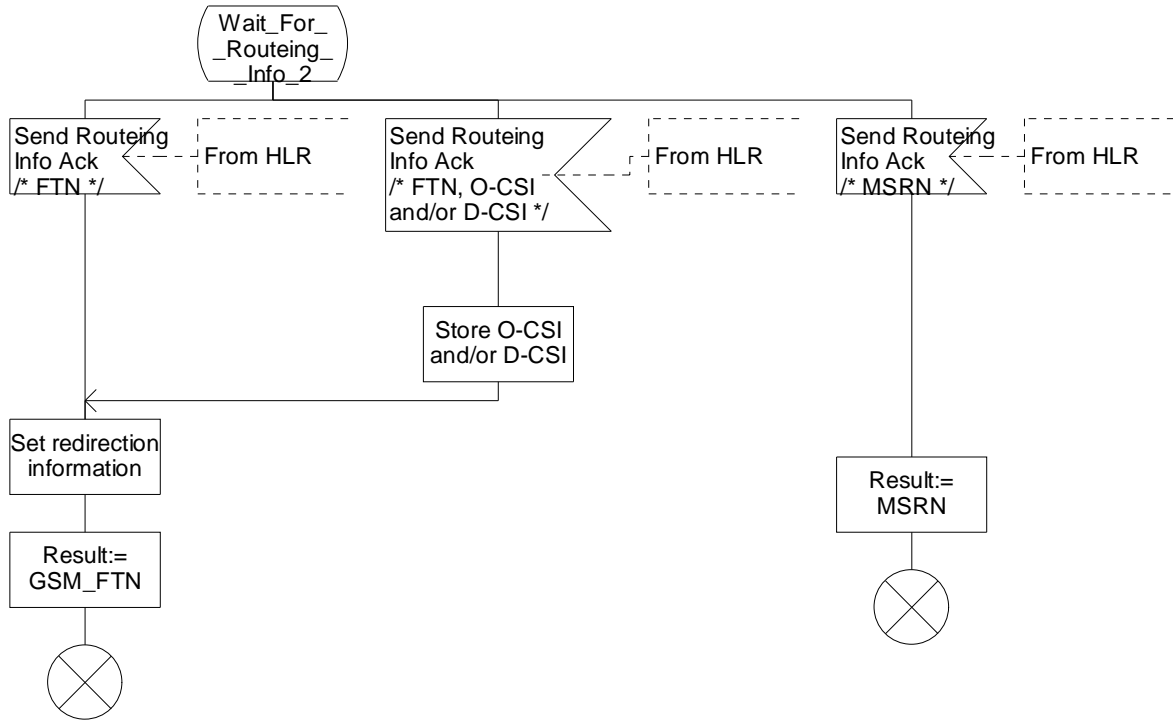 Wait_For_
_Routeing_
_Info_2
Send Routeing
Info Ack
/* FTN */
From HLR
Send Routeing
Info Ack
/* FTN, O-CSI
and/or D-CSI */
From HLR
Send Routeing
Info Ack
/* MSRN */
From HLR
Store O-CSI
and/or D-CSI
Set redirection
information
Result:=
MSRN
Result:=
GSM_FTN